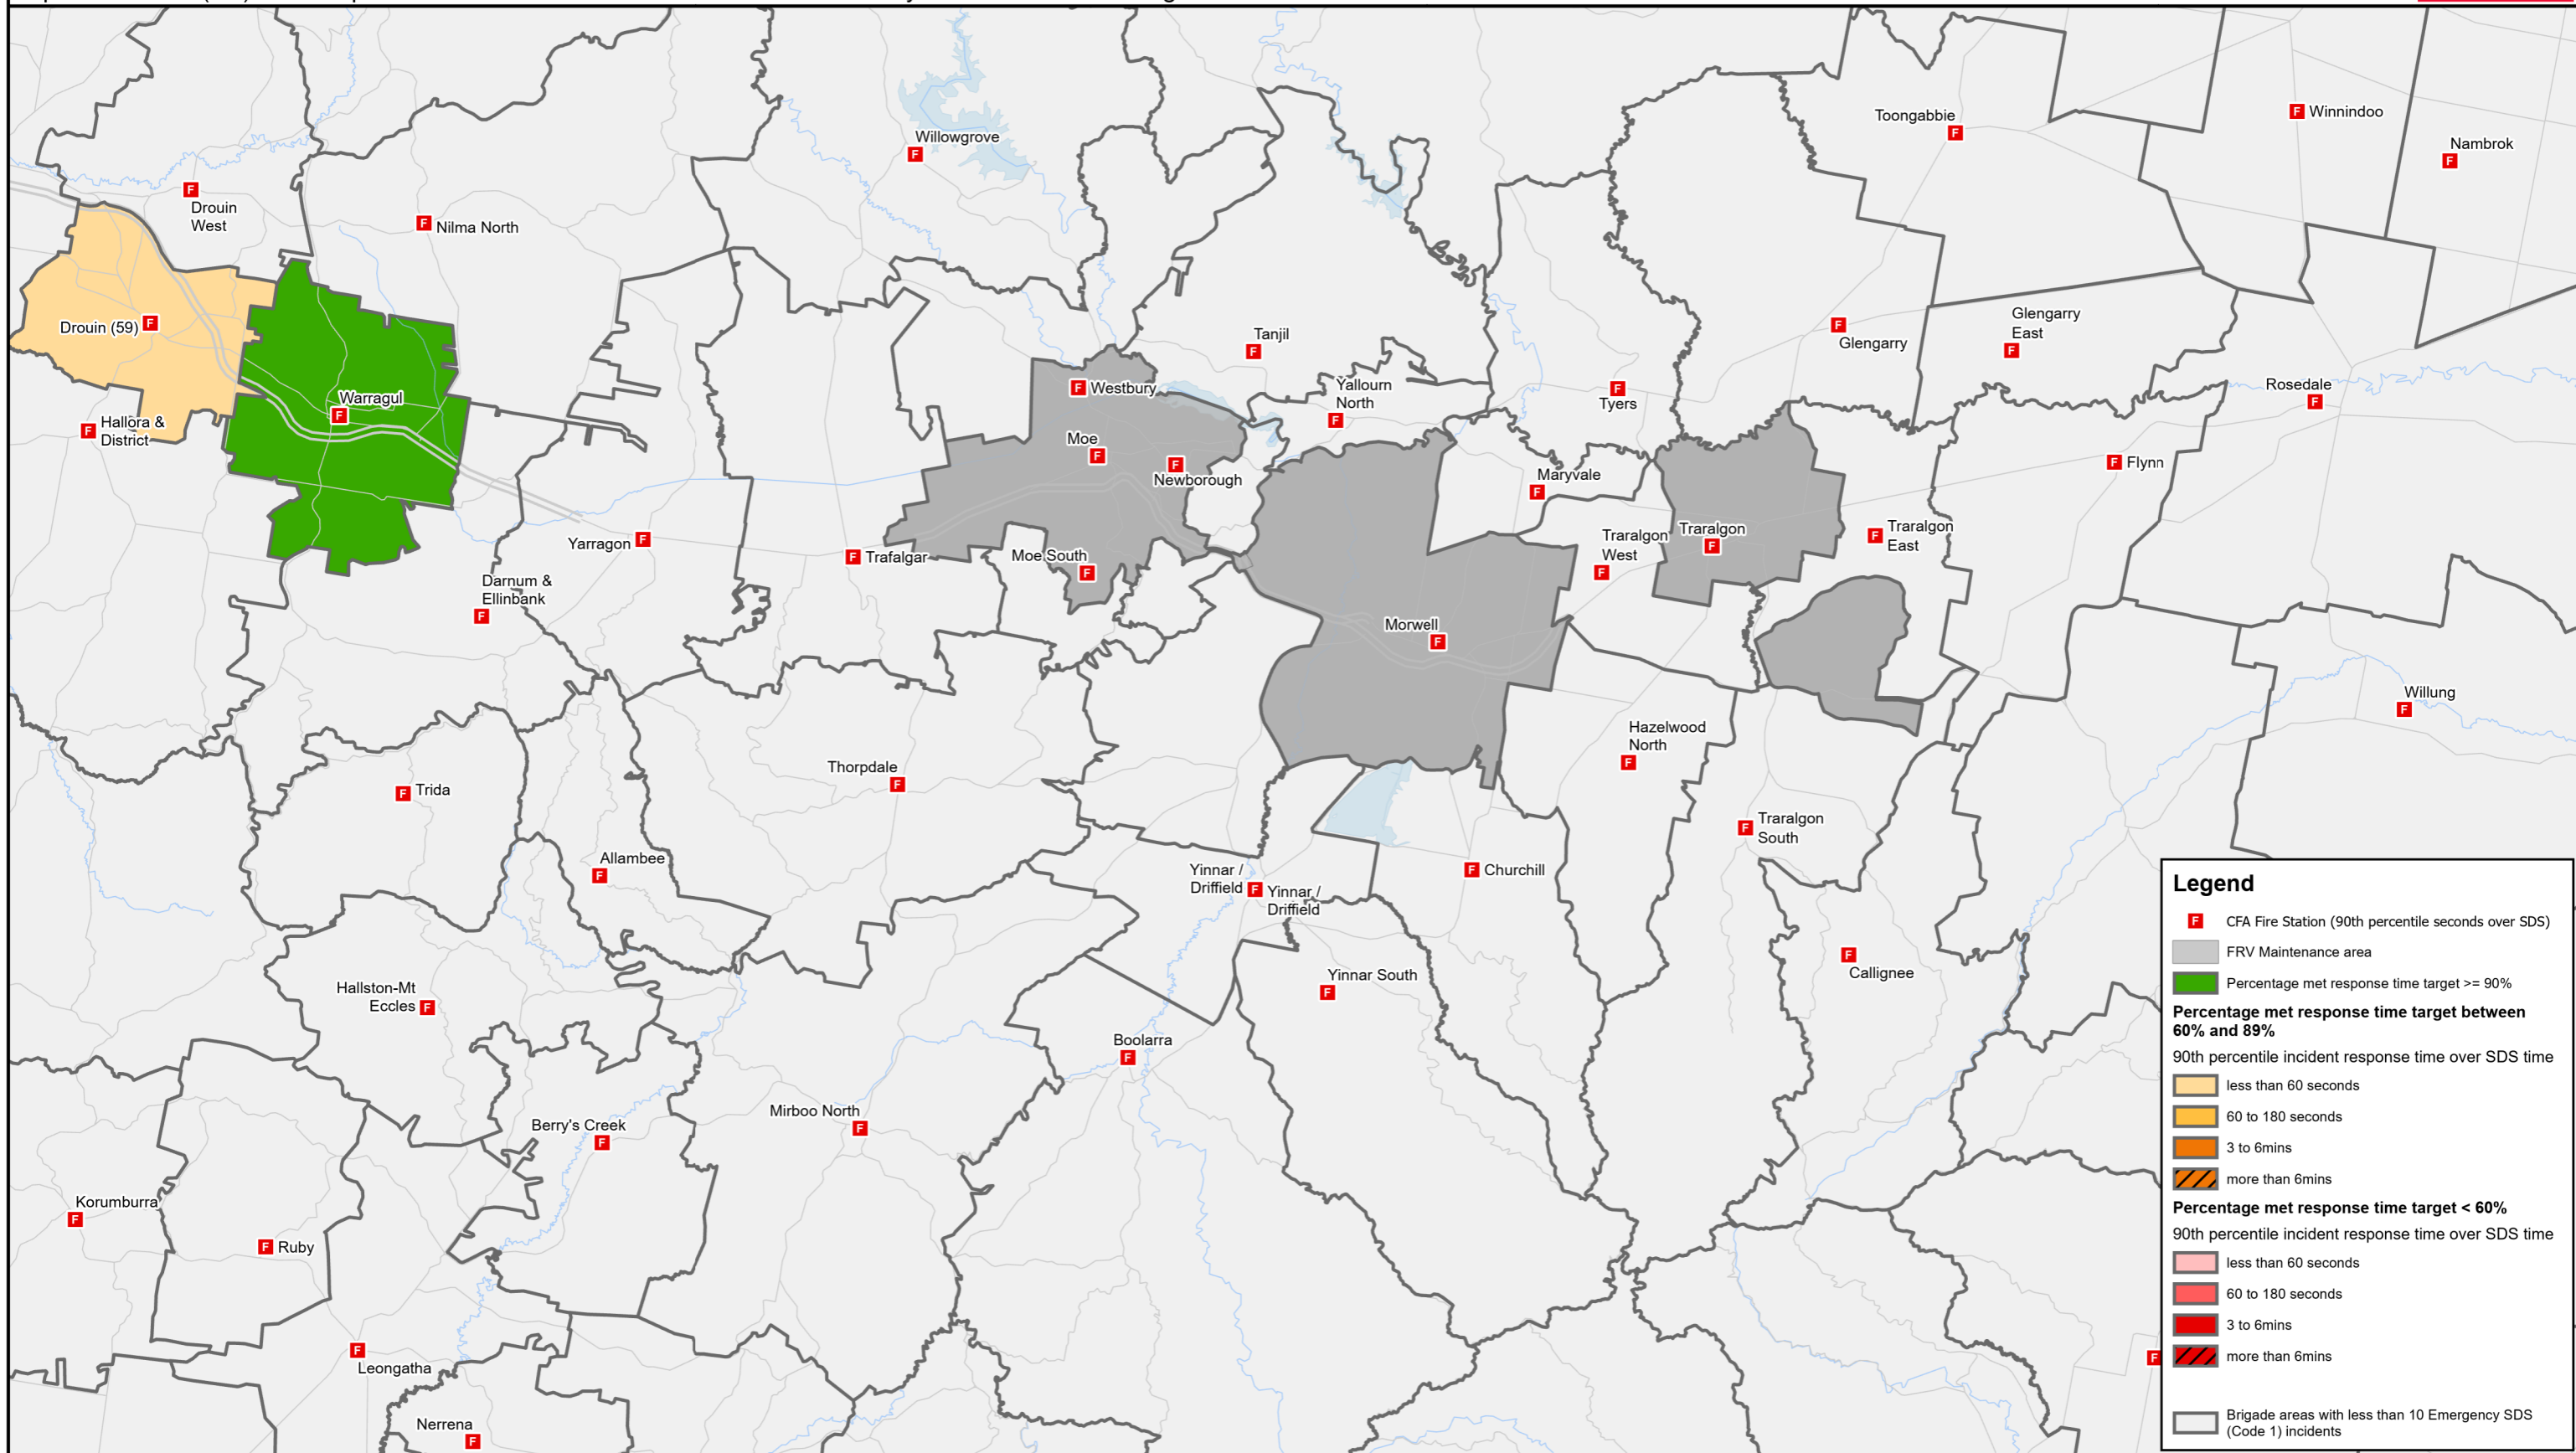 Toongabbie
Winnindoo
Nambrok
Willowgrove
Drouin
West
Nilma North
Glengarry
East
Glengarry
Drouin (59)
Tanjil
Yallourn
North
Westbury
Tyers
Rosedale
Warragul
Hallora &
District
Moe
Newborough
Maryvale
Flynn
Traralgon
West
Traralgon
Traralgon
East
Yarragon
Trafalgar
Moe South
Darnum &
Ellinbank
Morwell
Willung
Hazelwood
North
Thorpdale
Trida
Traralgon
South
Allambee
Yinnar /
Driffield
Yinnar /
Driffield
Churchill
Callignee
Yinnar South
Hallston-Mt
Eccles
Boolarra
Mirboo North
Berry's Creek
Korumburra
Ruby
Leongatha
Nerrena
Legend
F CFA Fire Station (90th percentile seconds over SDS)
FRV Maintenance area
Percentage met response time target >= 90%
Percentage met response time target between
60% and 89%
90th percentile incident response time over SDS time
less than 60 seconds
60 to 180 seconds
3 to 6mins
more than 6mins
Percentage met response time target < 60%
90th percentile incident response time over SDS time
less than 60 seconds
60 to 180 seconds
3 to 6mins
more than 6mins
Brigade areas with less than 10 Emergency SDS
(Code 1) incidents